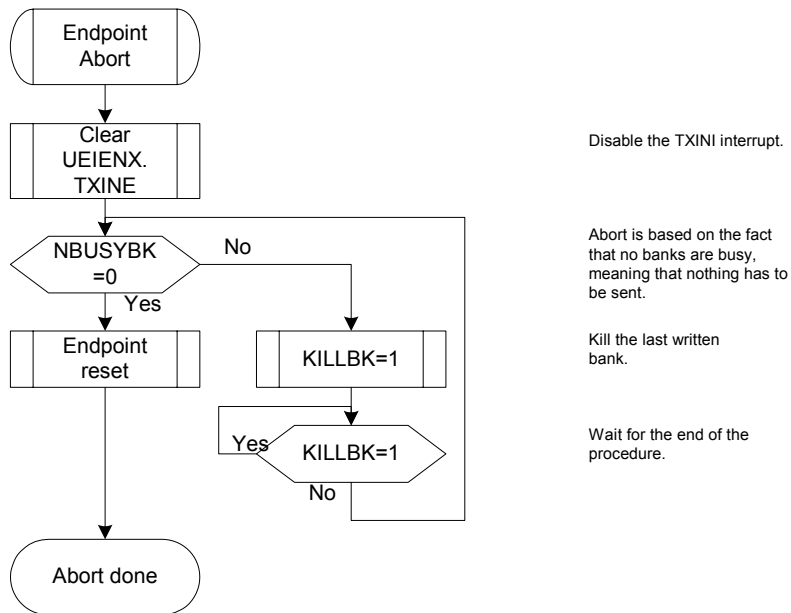 Endpoint
Abort
Clear
UEIENX.
TXINE
Disable the TXINI interrupt.
NBUSYBK
=0
No
Yes
Abort is based on the fact
that no banks are busy,
meaning that nothing has to
be sent.
Endpoint
reset
KILLBK=1
Kill the last written
bank.
Yes
KILLBK=1
No
Wait for the end of the
procedure.
Abort done